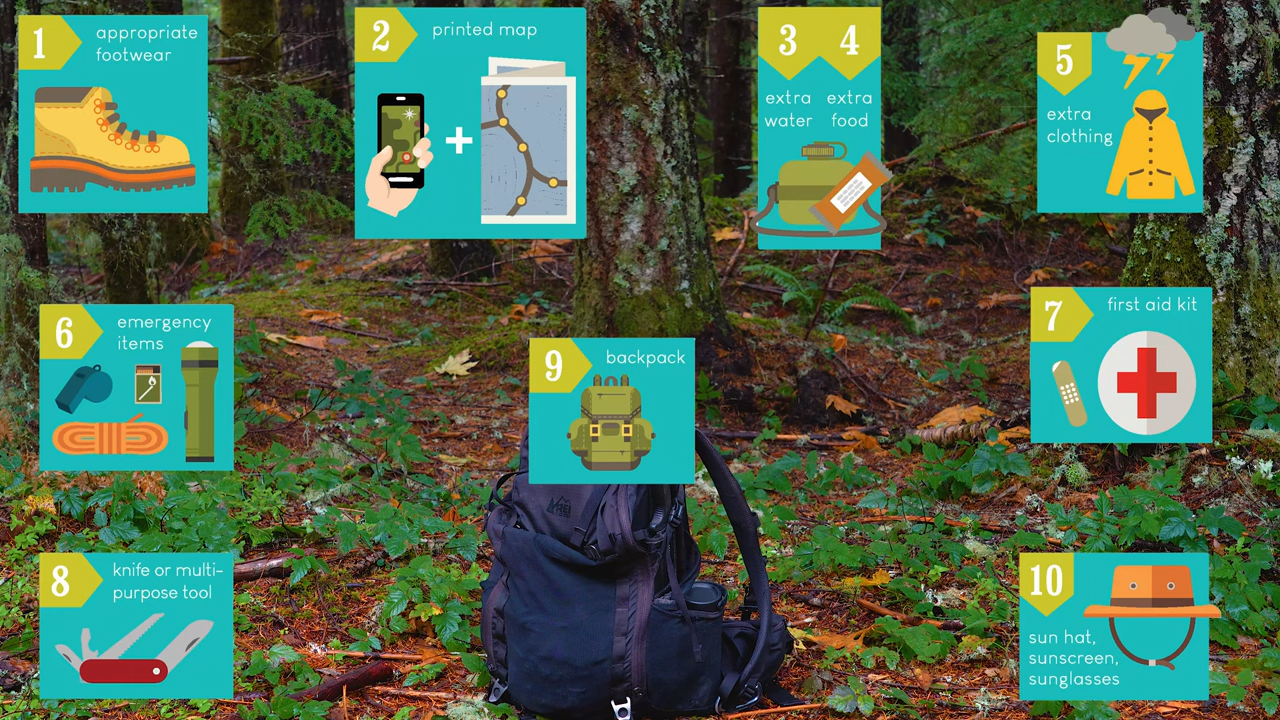 1
appropriate
footwear
2
printed map
3 4
extra extra
water food
5
extra
clothing
6
emergency
items
7
first aid kit
8
knife or multi-
purpose tool
9
backpack
REI
10
sun hat,
sunscreen,
sunglasses